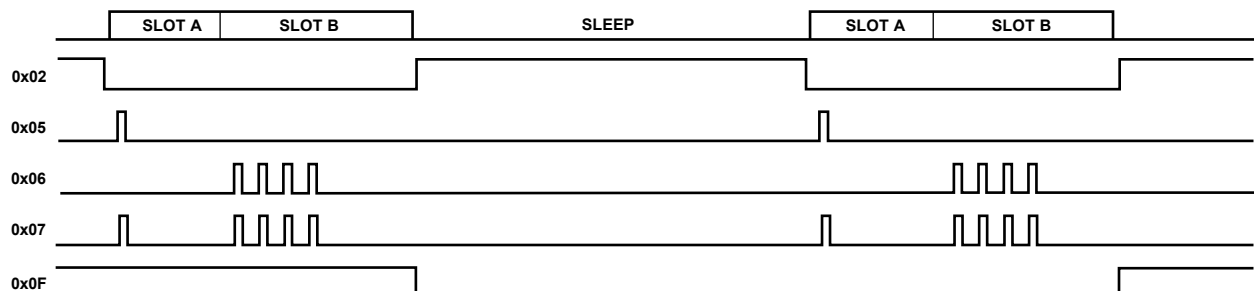 SLOT A SLOT B SLEEP SLOT A SLOT B
0x02
0x05
0x06
0x07
0x0F